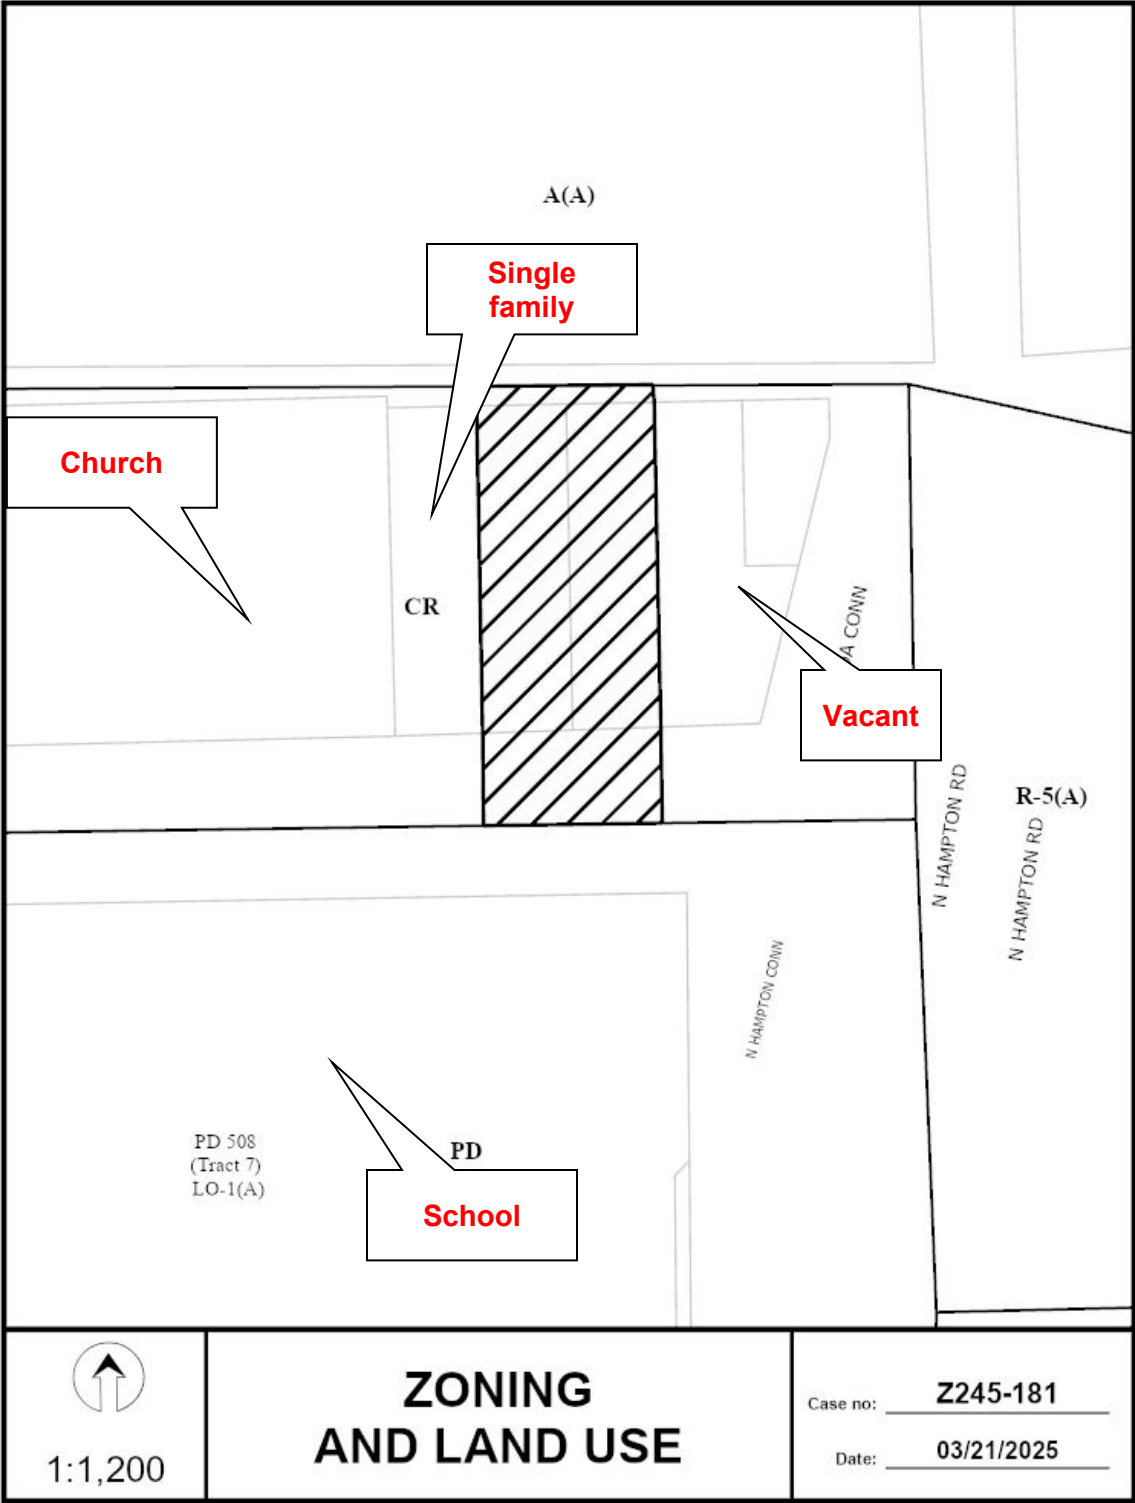 A(A)
Single
family
Church
CR
CONN
Vacant
N HAMPTON RD
R-5(A)
N HAMPTON RD
N HAMPTON CONN
PD 508
(Tract 7)
LO-1(A)
PD
School
1:1,200
ZONING
AND LAND USE
Case no: Z245-181
Date: 03/21/2025